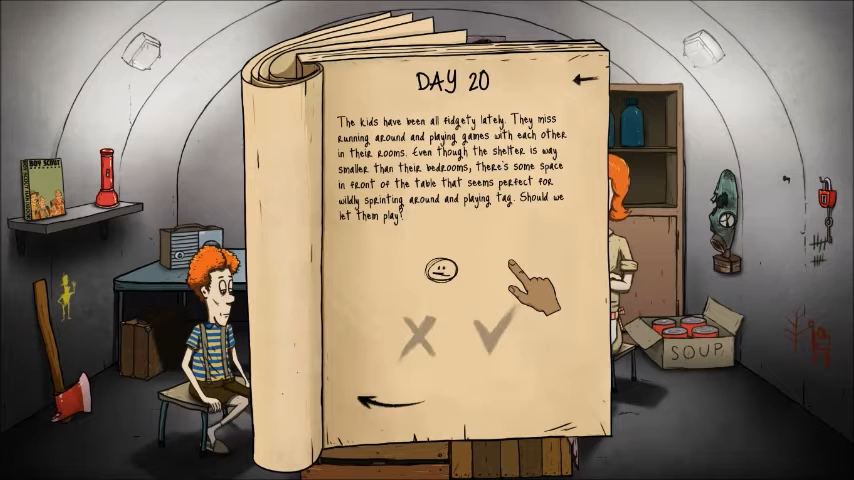 DAY 20
The kids have been all fidgety lately. They miss
running around and playing games with each other
in their rooms. Even though the shelter is way
smaller than their bedrooms, there's some space
in front of the table that seems perfect for
wildly sprinting around and playing tag. Should we
let them play?
BOY SCOUT
SOUP